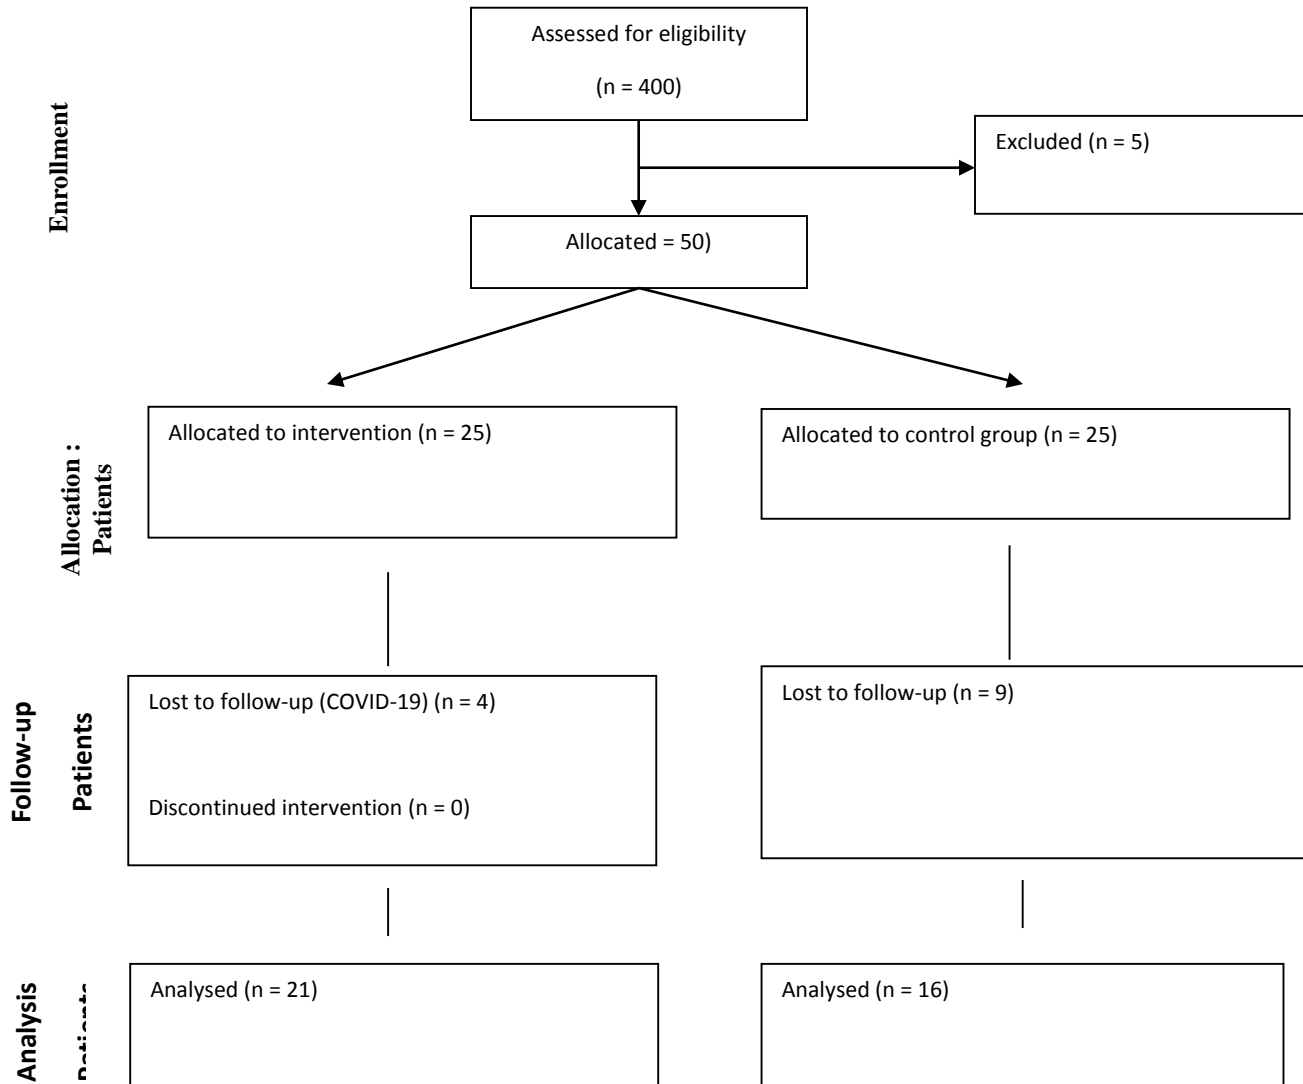 Assessed for eligibility
(n = 400)
Enrollment
Excluded (n = 5)
Allocated = 50)
Allocation :
Patients
Allocated to intervention (n = 25)
Allocated to control group (n = 25)
Follow-up
Patients
Lost to follow-up (COVID-19) (n = 4)
Discontinued intervention (n = 0)
Lost to follow-up (n = 9)
Analysis
Patients
Analysed (n = 21)
Analysed (n = 16)